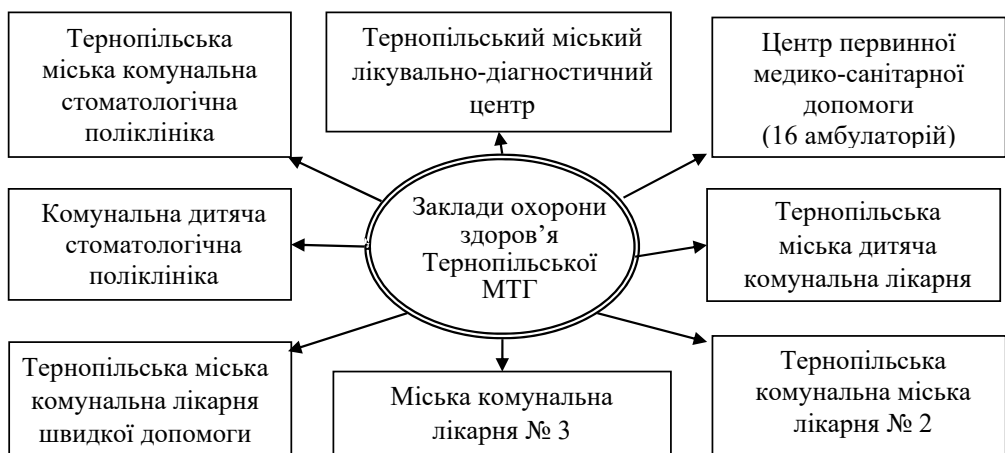 Тернопільська
міська комунальна
стоматологічна
поліклініка
Тернопільський міський
лікувально-діагностичний
центр
Центр первинної
медико-санітарної
допомоги
(16 амбулаторій)
Комунальна дитяча
стоматологічна
поліклініка
Заклади охорони
здоров’я
Тернопільської
МТГ
Тернопільська
міська дитяча
комунальна лікарня
Тернопільська міська
комунальна лікарня
швидкої допомоги
Міська комунальна
лікарня № 3
Тернопільська
комунальна міська
лікарня № 2